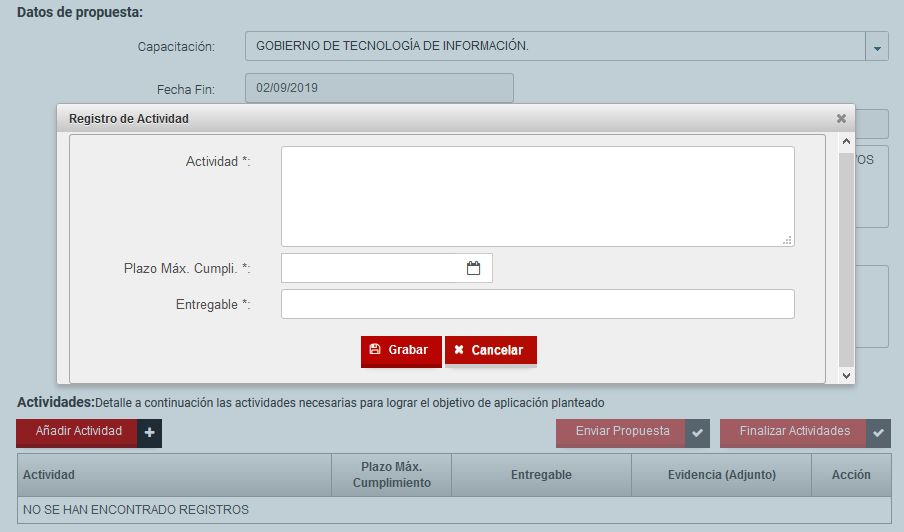 Datos de propuesta:
Capacitación: GOBIERNO DE TECNOLOGÍA DE INFORMACIÓN.
Fecha Fin: 02/09/2019
Registro de Actividad
Actividad *:
Plazo Máx. Cumpli. *:
Entregable *:
Grabar Cancelar
Actividades:Detalle a continuación las actividades necesarias para lograr el objetivo de aplicación planteado
Añadir Actividad Enviar Propuesta Finalizar Actividades
Actividad Plazo Máx. Cumplimiento Entregable Evidencia (Adjunto) Acción
NO SE HAN ENCONTRADO REGISTROS